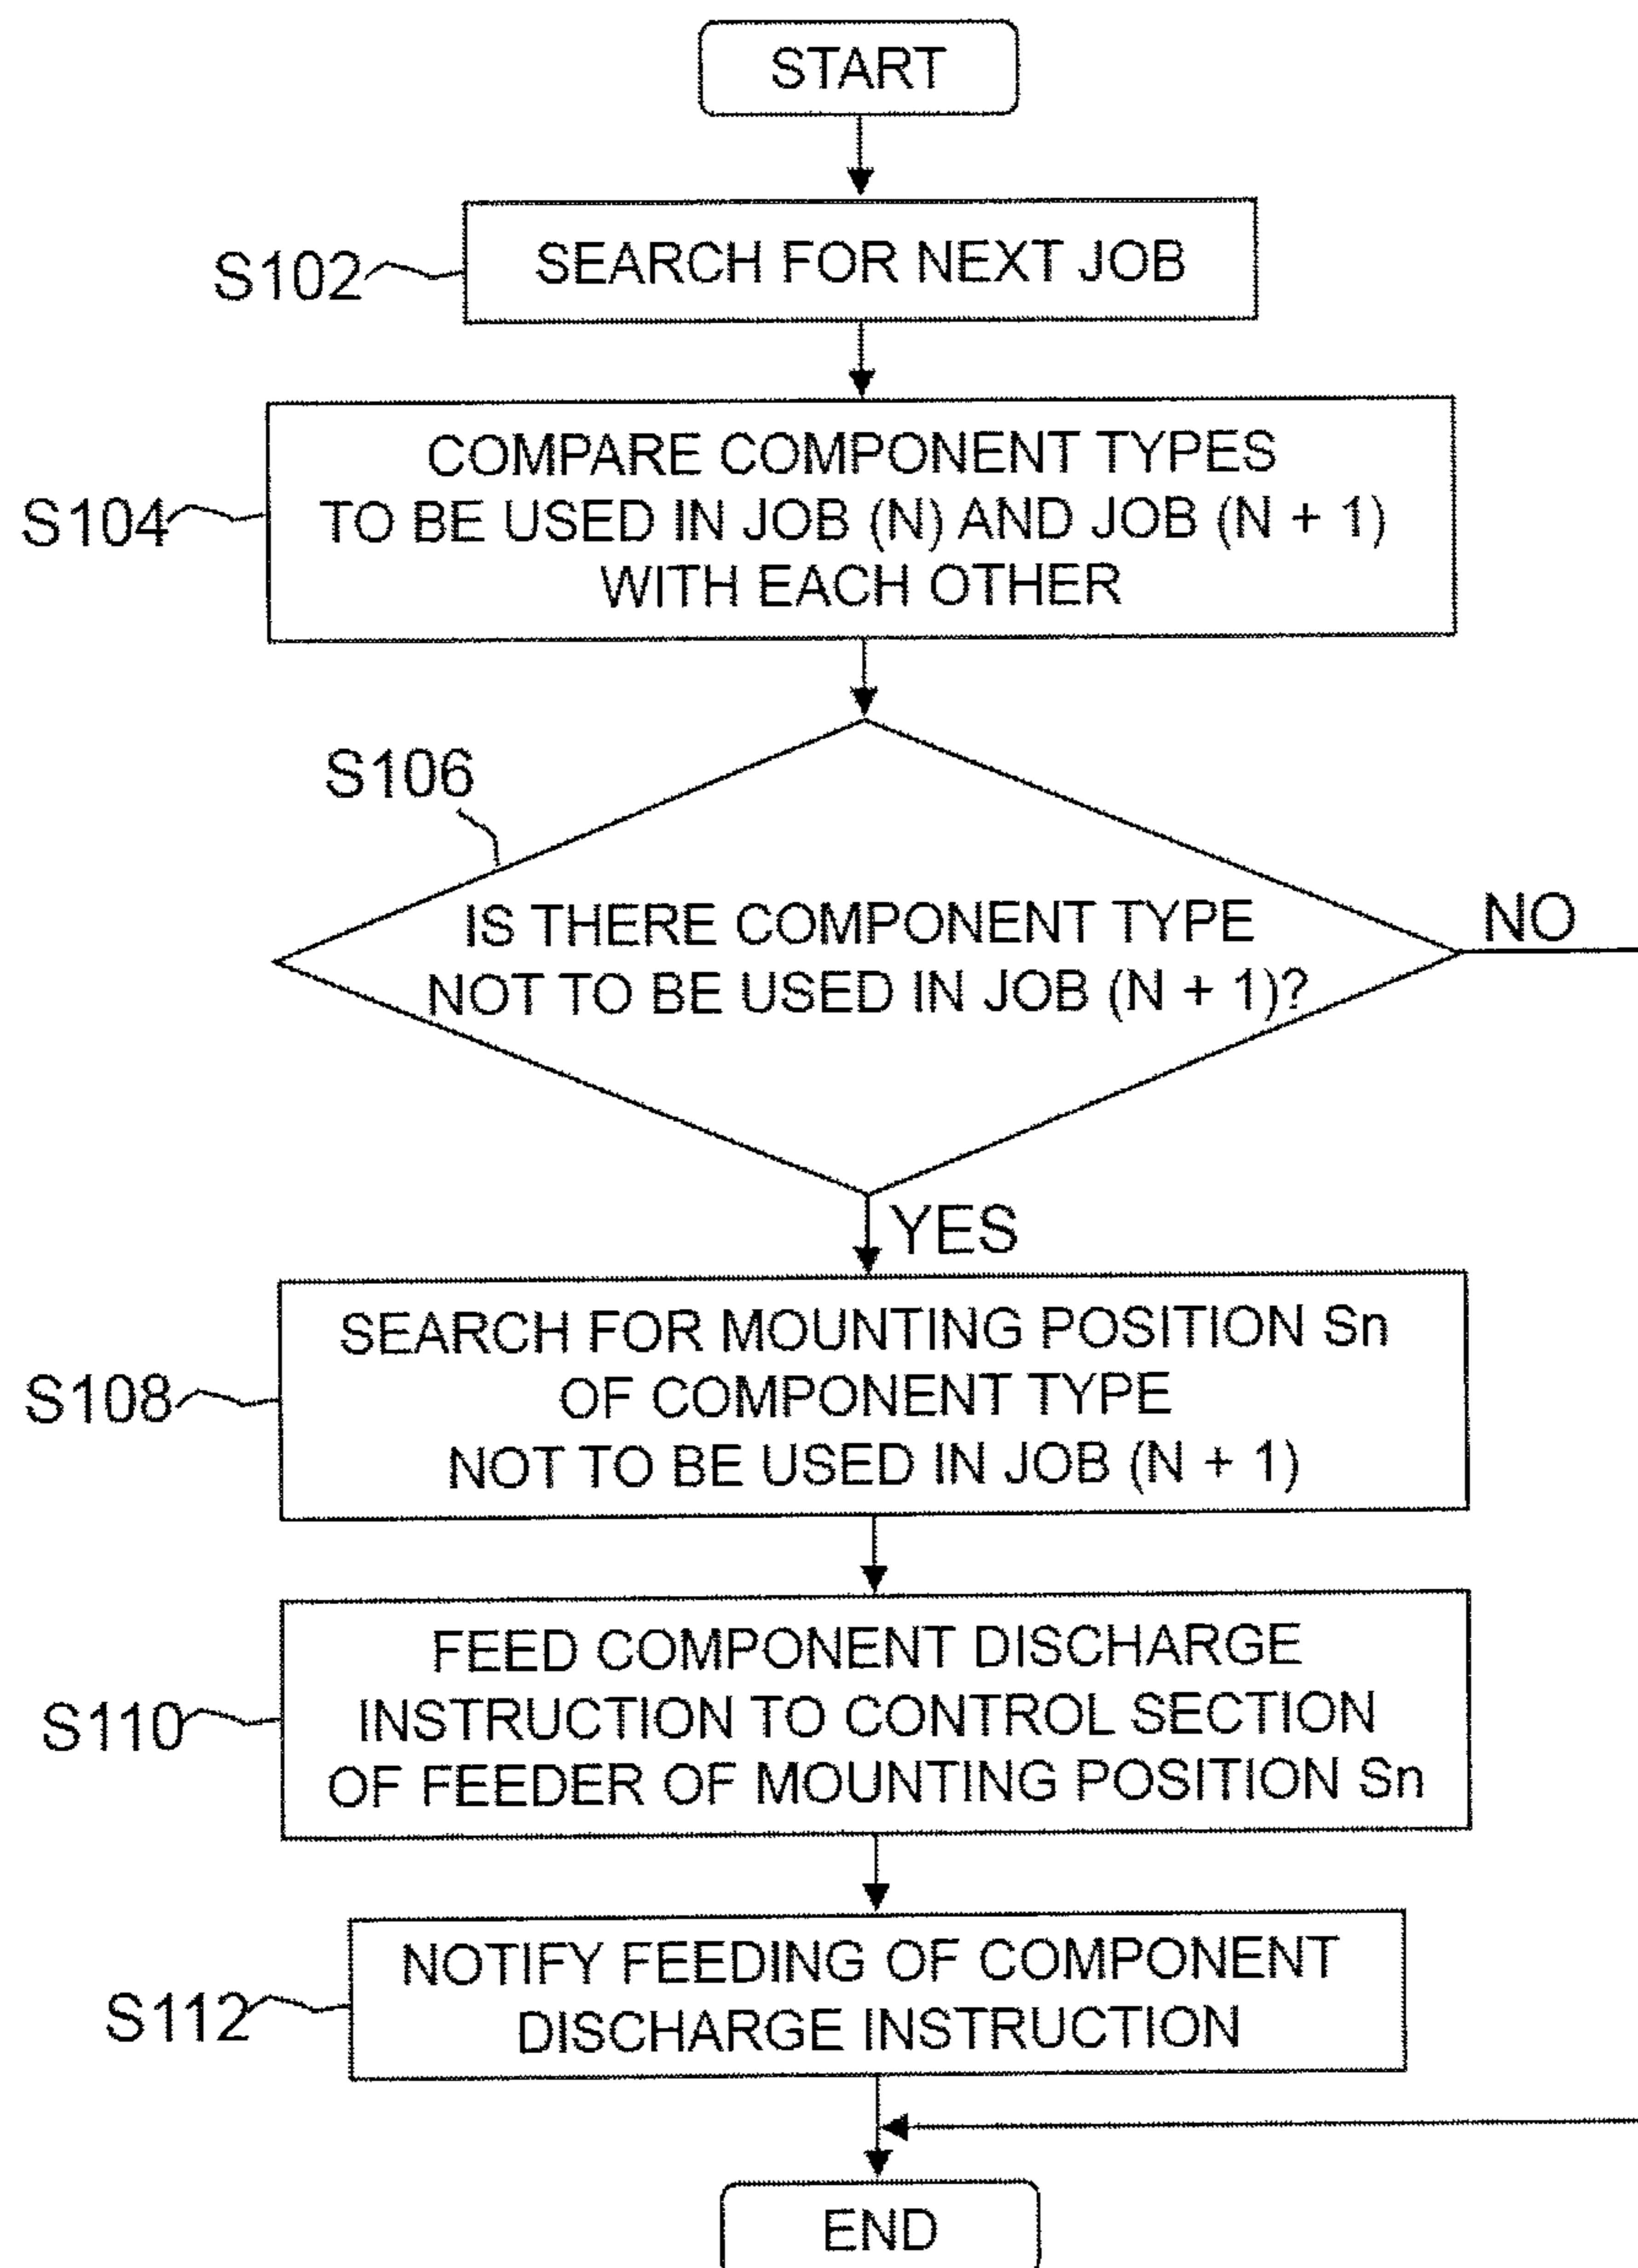 START
S102
SEARCH FOR NEXT JOB
S104
COMPARE COMPONENT TYPES
TO BE USED IN JOB (N) AND JOB (N + 1)
WITH EACH OTHER
S106
IS THERE COMPONENT TYPE
NOT TO BE USED IN JOB (N + 1)?
NO
YES
S108
SEARCH FOR MOUNTING POSITION Sn
OF COMPONENT TYPE
NOT TO BE USED IN JOB (N + 1)
S110
FEED COMPONENT DISCHARGE
INSTRUCTION TO CONTROL SECTION
OF FEEDER OF MOUNTING POSITION Sn
S112
NOTIFY FEEDING OF COMPONENT
DISCHARGE INSTRUCTION
END